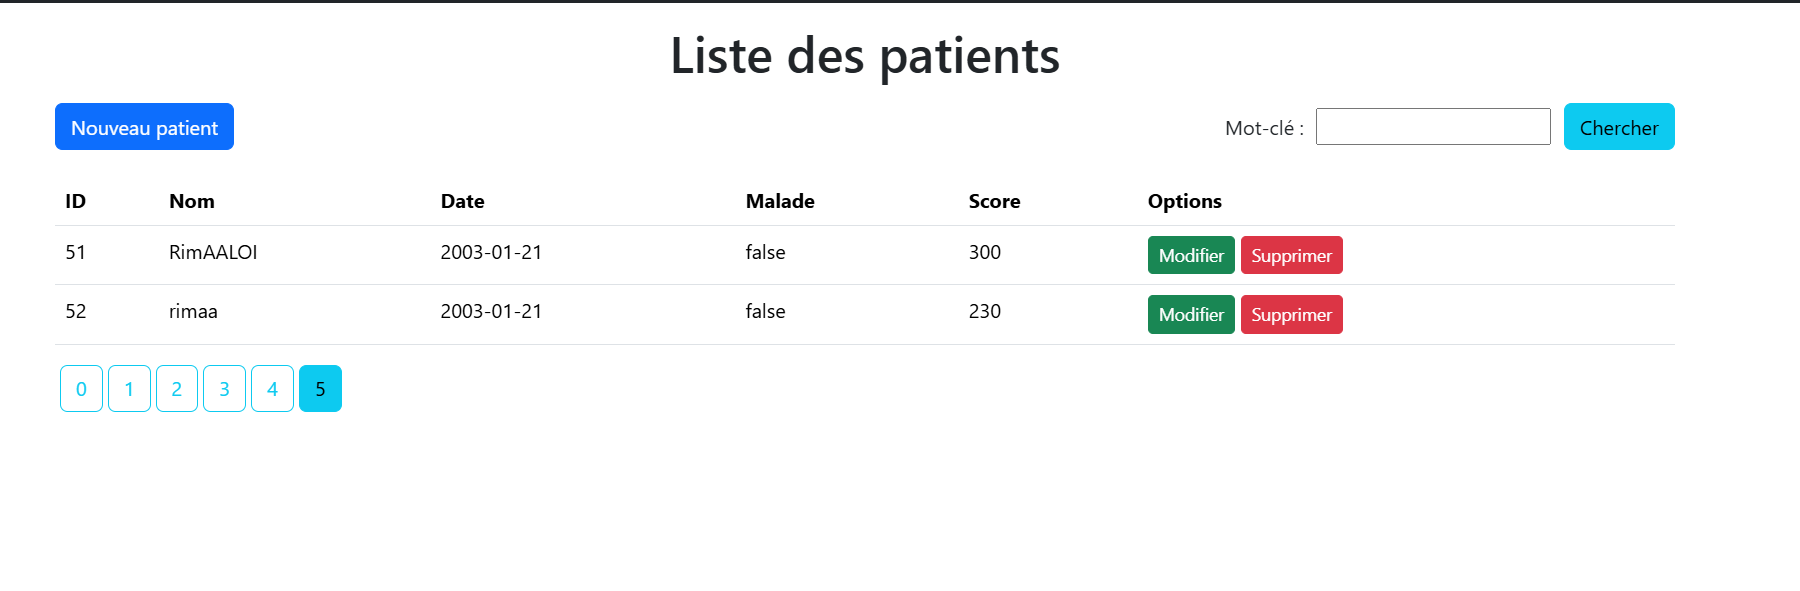 Liste des patients
Nouveau patient Mot-clé : Chercher
ID Nom Date Malade Score Options
51 RimAALOI 2003-01-21 false 300 Modifier Supprimer
52 rimaa 2003-01-21 false 230 Modifier Supprimer
0 1 2 3 4 5